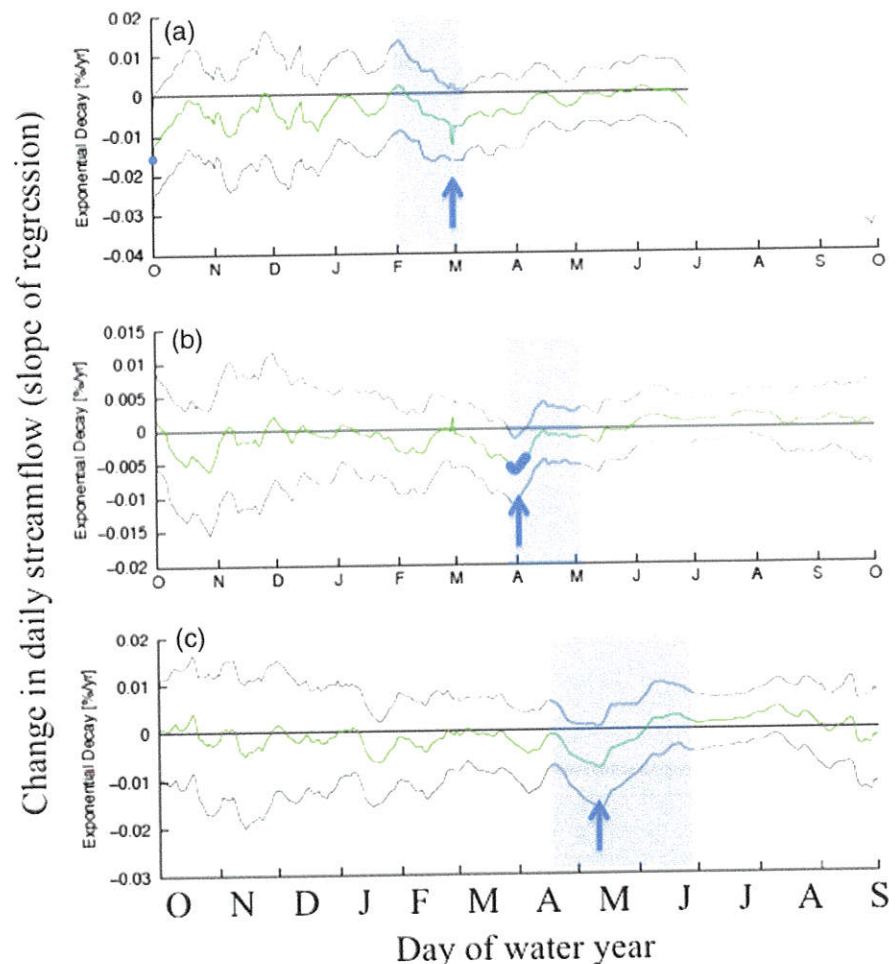 Change in daily streamflow (slope of regression)
(a)
Exponential Decay [%/yr]
0.02
0.01
0
−0.01
−0.02
−0.03
−0.04
O N D J F M A M J J A S O
(b)
Exponential Decay [%/yr]
0.015
0.01
0.005
0
−0.005
−0.01
−0.015
−0.02
O N D J F M A M J J A S O
(c)
Exponential Decay [%/yr]
0.02
0.01
0
−0.01
−0.02
−0.03
O N D J F M A M J J A S
Day of water year